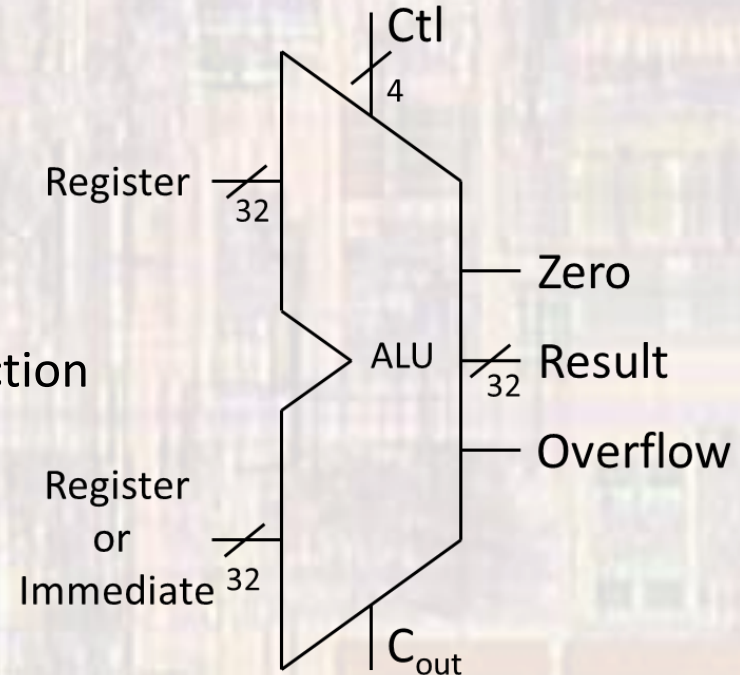 Ctl
4
Register
32
Zero
ALU
Result
32
ction
Overflow
Register
or
Immediate
32
Cout